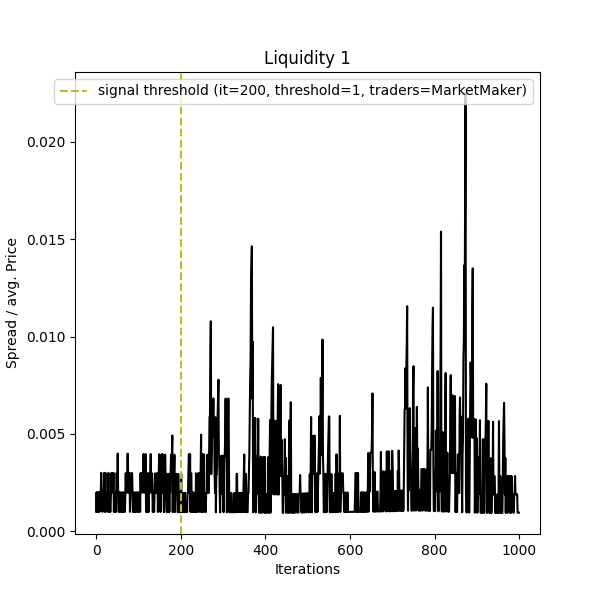 Liquidity 1
signal threshold (it=200, threshold=1, traders=MarketMaker)
0.020
0.015
0.010
0.005
0.000
Spread / avg. Price
0
200
400
600
800
1000
Iterations